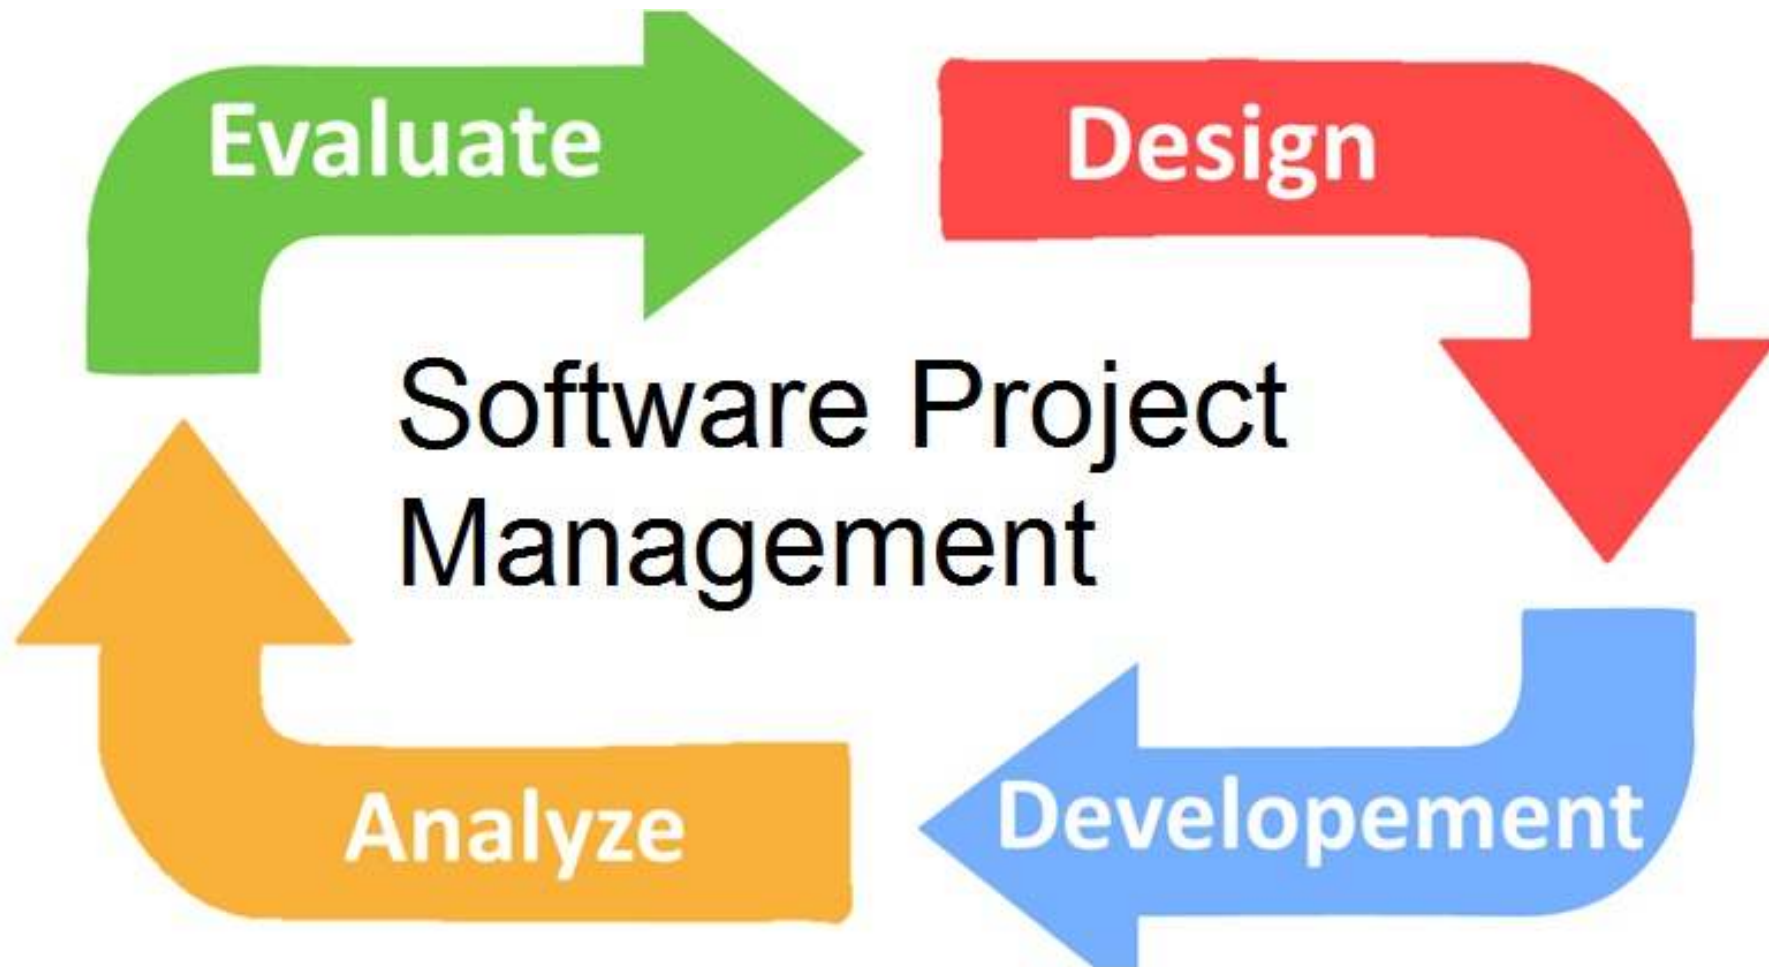 Evaluate
Design
Software Project
Management
Analyze
Developement